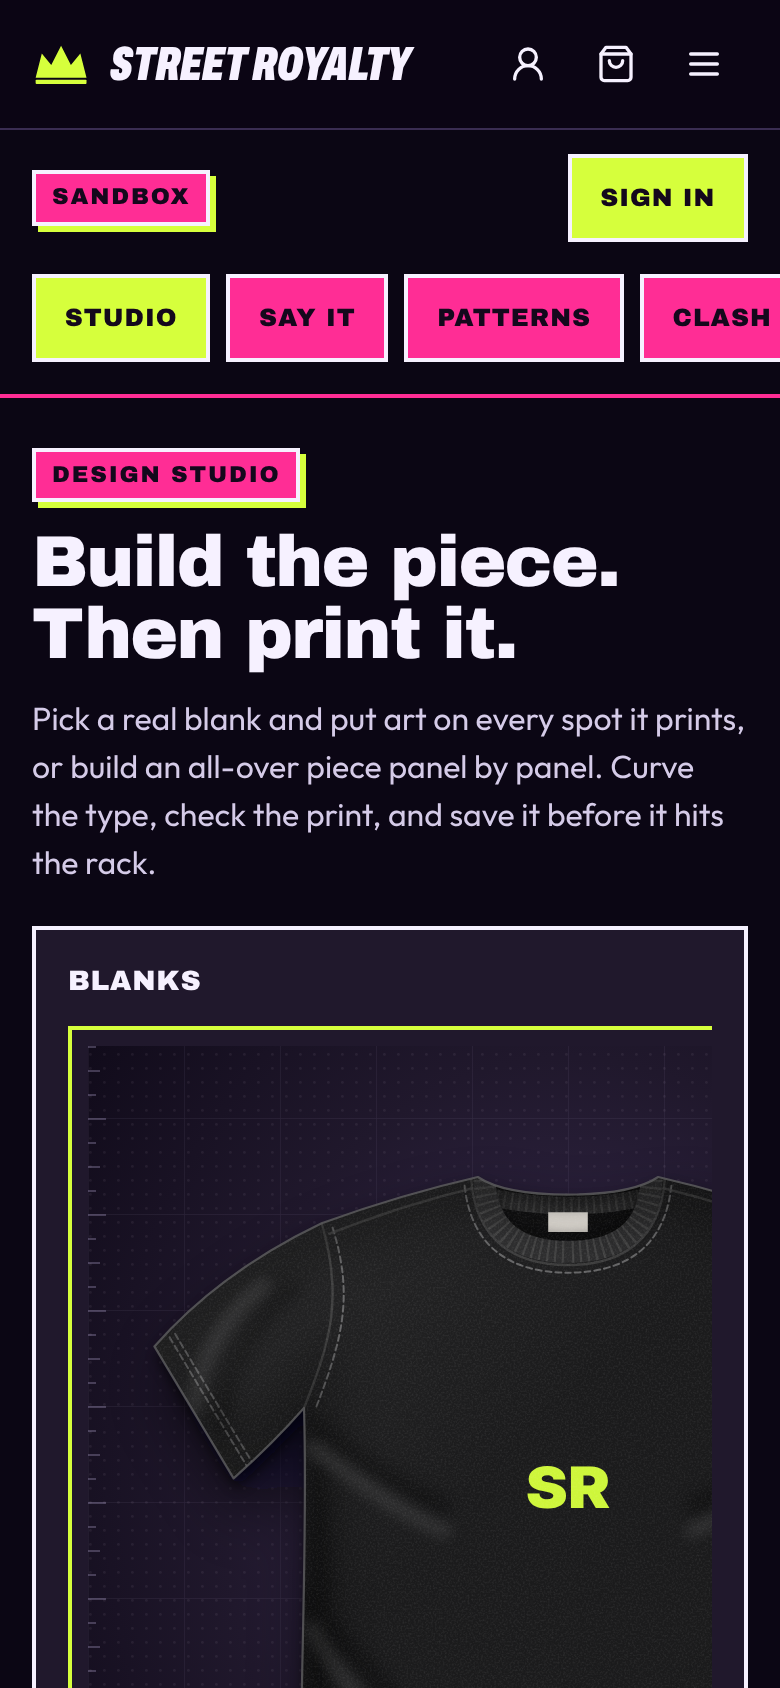 STREET ROYALTY
SANDBOX
SIGN IN
STUDIO
SAY IT
PATTERNS
CLASH
DESIGN STUDIO
Build the piece.
Then print it.
Pick a real blank and put art on every spot it prints,
or build an all-over piece panel by panel. Curve
the type, check the print, and save it before it hits
the rack.
BLANKS
SR